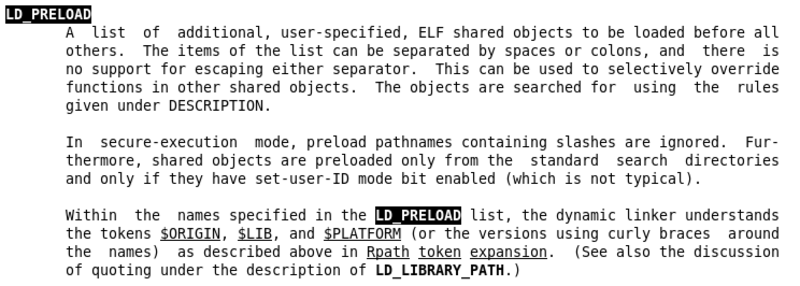 LD_PRELOAD
A list of additional, user-specified, ELF shared objects to be loaded before all
others. The items of the list can be separated by spaces or colons, and there is
no support for escaping either separator. This can be used to selectively override
functions in other shared objects. The objects are searched for using the rules
given under DESCRIPTION.
In secure-execution mode, preload pathnames containing slashes are ignored. Fur-
thermore, shared objects are preloaded only from the standard search directories
and only if they have set-user-ID mode bit enabled (which is not typical).
Within the names specified in the LD_PRELOAD list, the dynamic linker understands
the tokens $ORIGIN, $LIB, and $PLATFORM (or the versions using curly braces around
the names) as described above in Rpath token expansion. (See also the discussion
of quoting under the description of LD_LIBRARY_PATH.)